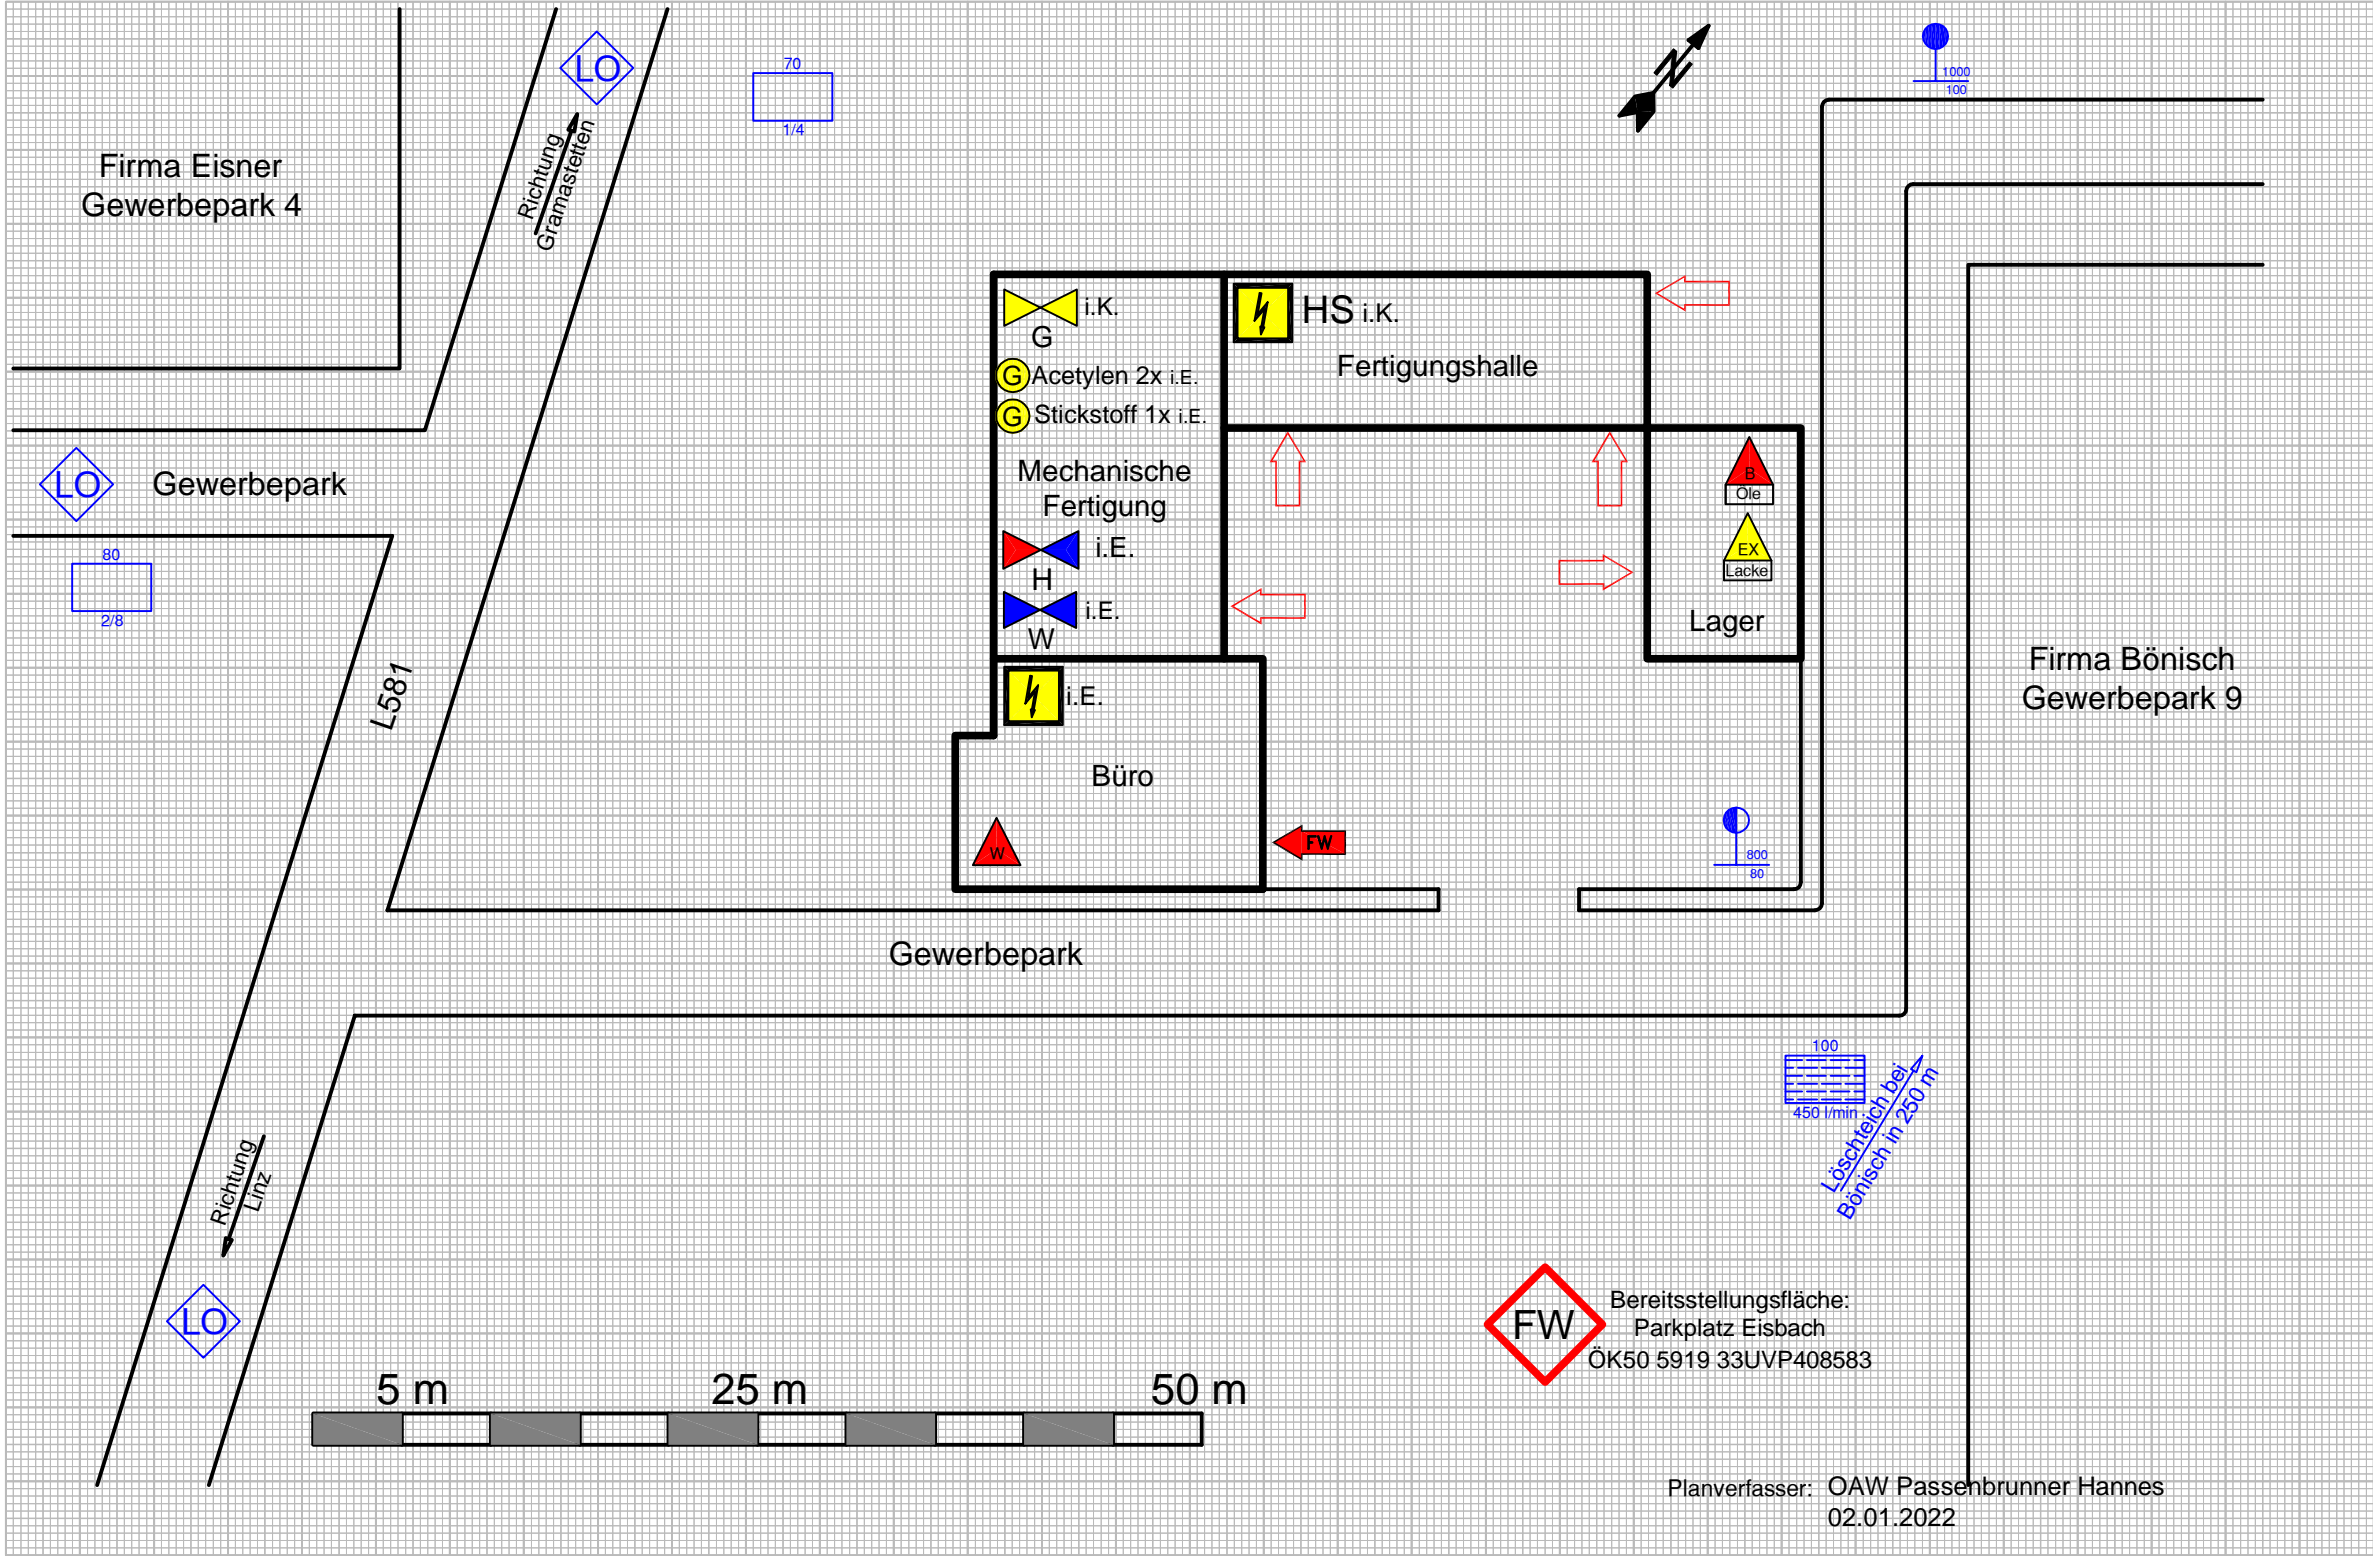 LO
70
1/4
Richtung
Gramastetten
N
1000
100
Firma Eisner
Gewerbepark 4
i.K.
G
HS i.K.
Fertigungshalle
G Acetylen 2x i.E.
G Stickstoff 1x i.E.
Mechanische
Fertigung
i.E.
H
i.E.
W
B
Öle
EX
Lacke
Lager
LO
Gewerbepark
80
2/8
L581
i.E.
Büro
W
FW
800
80
Firma Bönisch
Gewerbepark 9
Gewerbepark
100
450 l/min
Löschteich bei
Bönisch in 250 m
Richtung
Linz
LO
FW
Bereitsstellungsfläche:
Parkplatz Eisbach
ÖK50 5919 33UVP408583
5 m
25 m
50 m
Planverfasser: OAW Passenbrunner Hannes
02.01.2022